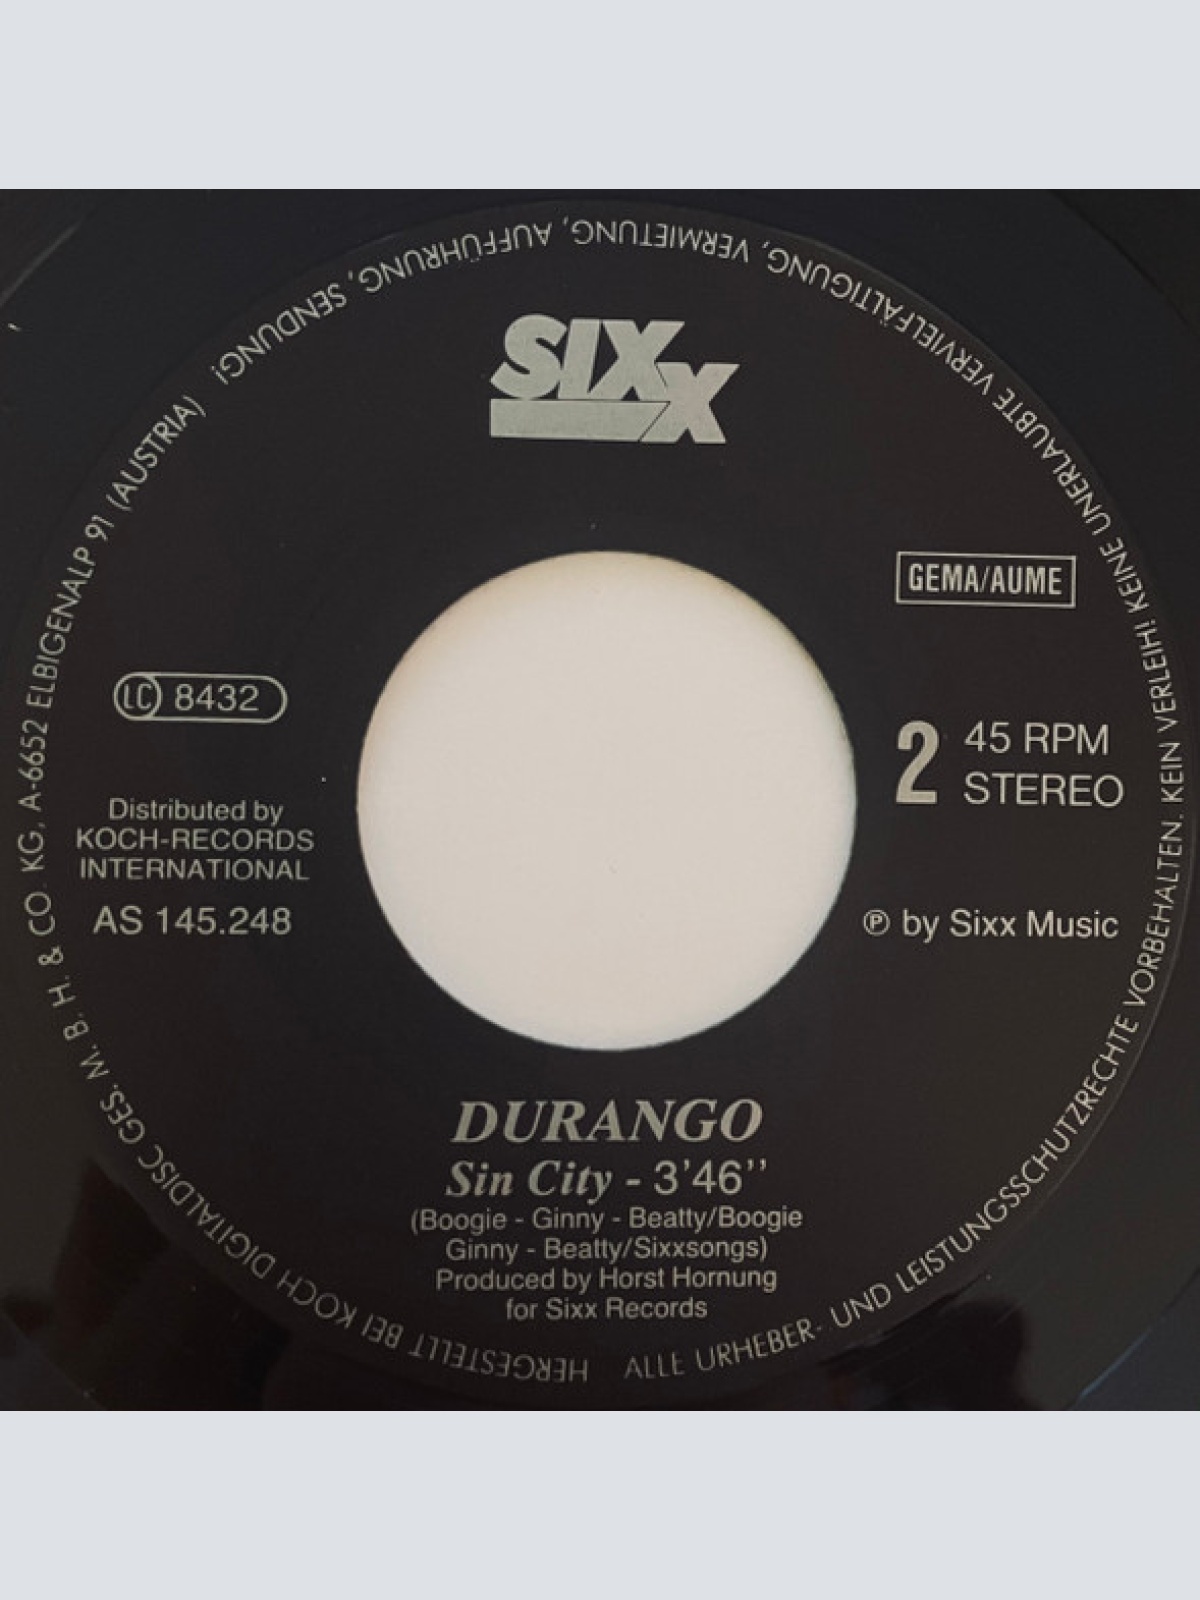 SIXX
GEMA/AUME
LC 8432
2
45 RPM
STEREO
Distributed by
KOCH-RECORDS
INTERNATIONAL
AS 145.248
℗ by Sixx Music
DURANGO
Sin City - 3'46''
(Boogie - Ginny - Beatty/Boogie
Ginny - Beatty/Sixxsongs)
Produced by Horst Hornung
for Sixx Records
HERGESTELLT BEI KOCH DIGITALDISC GES. M. B. H. & CO. KG, A-6652 ELBIGENALP 91 (AUSTRIA)
ALLE URHEBER- UND LEISTUNGSSCHUTZRECHTE VORBEHALTEN. KEIN VERLEIH! KEINE UNERLAUBTE VERVIELFÄLTIGUNG, VERMIETUNG, AUFFÜHRUNG, SENDUNG!